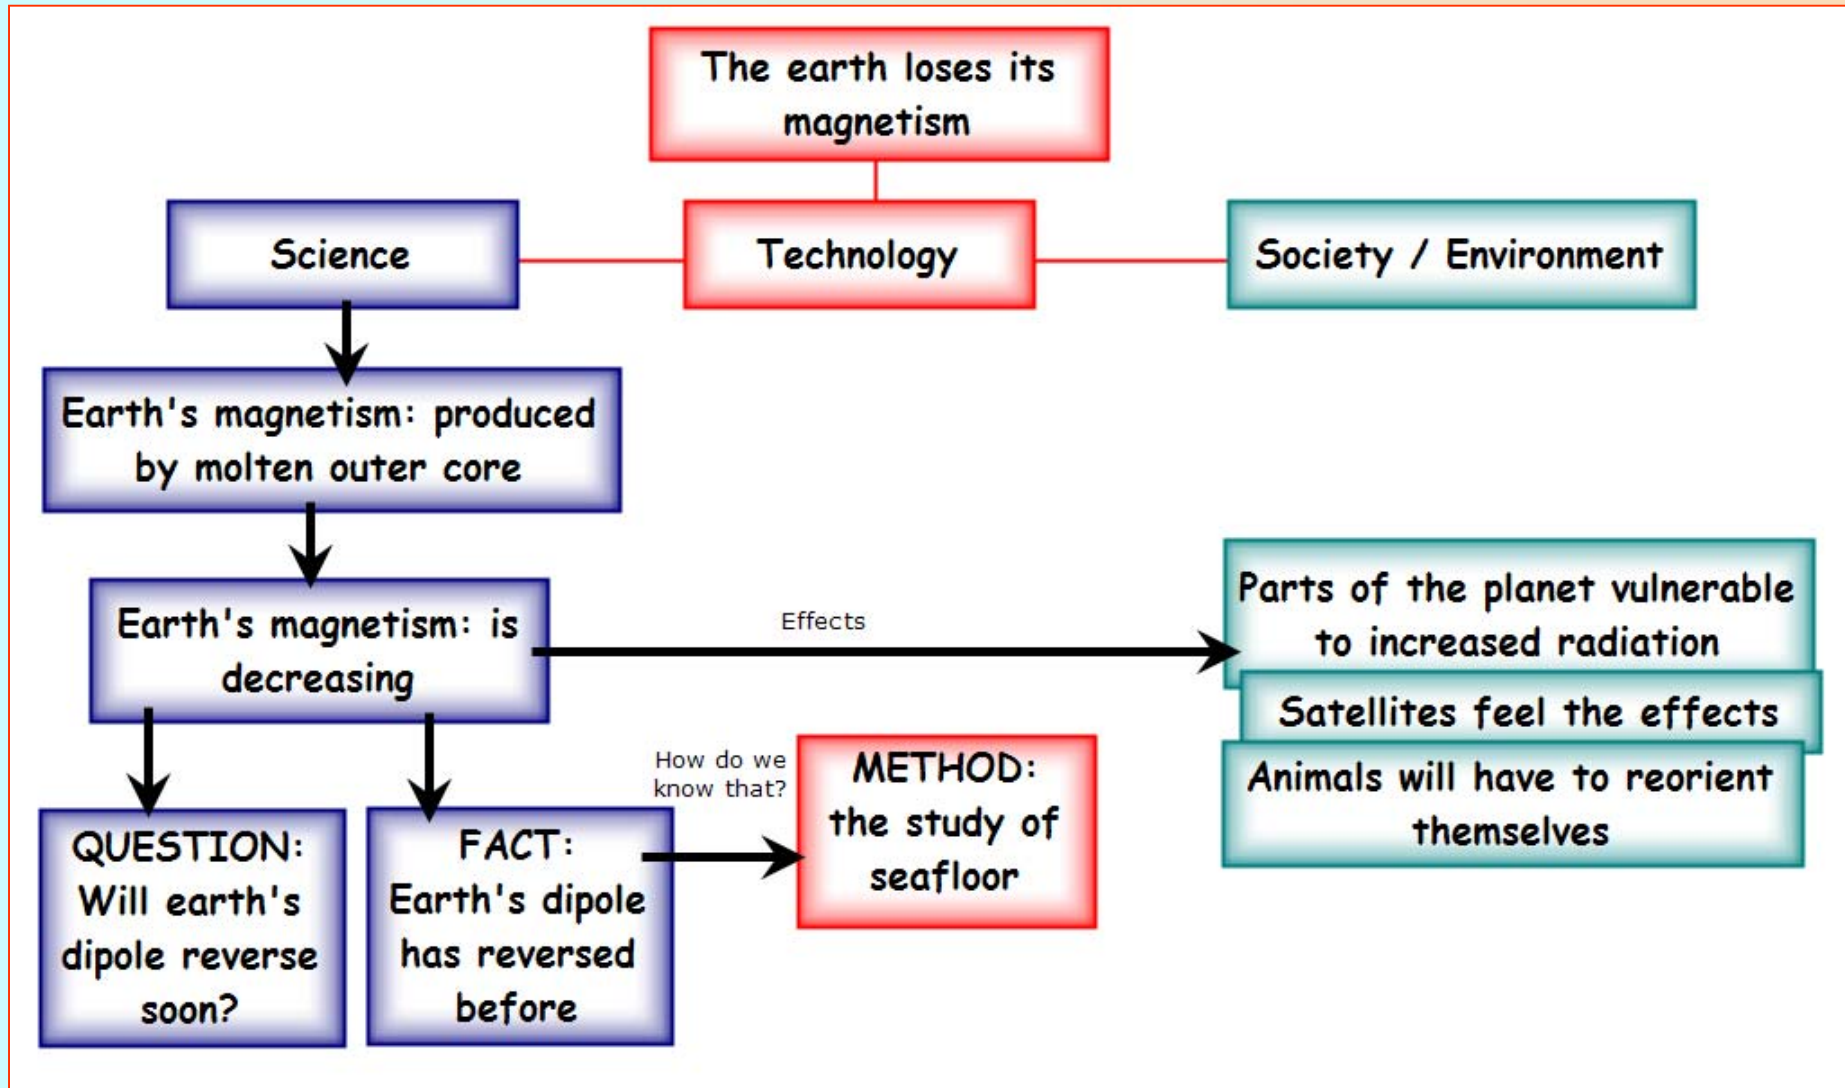 The earth loses its
magnetism
Science
Technology
Society / Environment
Earth's magnetism: produced
by molten outer core
Earth's magnetism: is
decreasing
Effects
Parts of the planet vulnerable
to increased radiation
Satellites feel the effects
Animals will have to reorient
themselves
QUESTION:
Will earth's
dipole reverse
soon?
FACT:
Earth's dipole
has reversed
before
How do we
know that?
METHOD:
the study of
seafloor